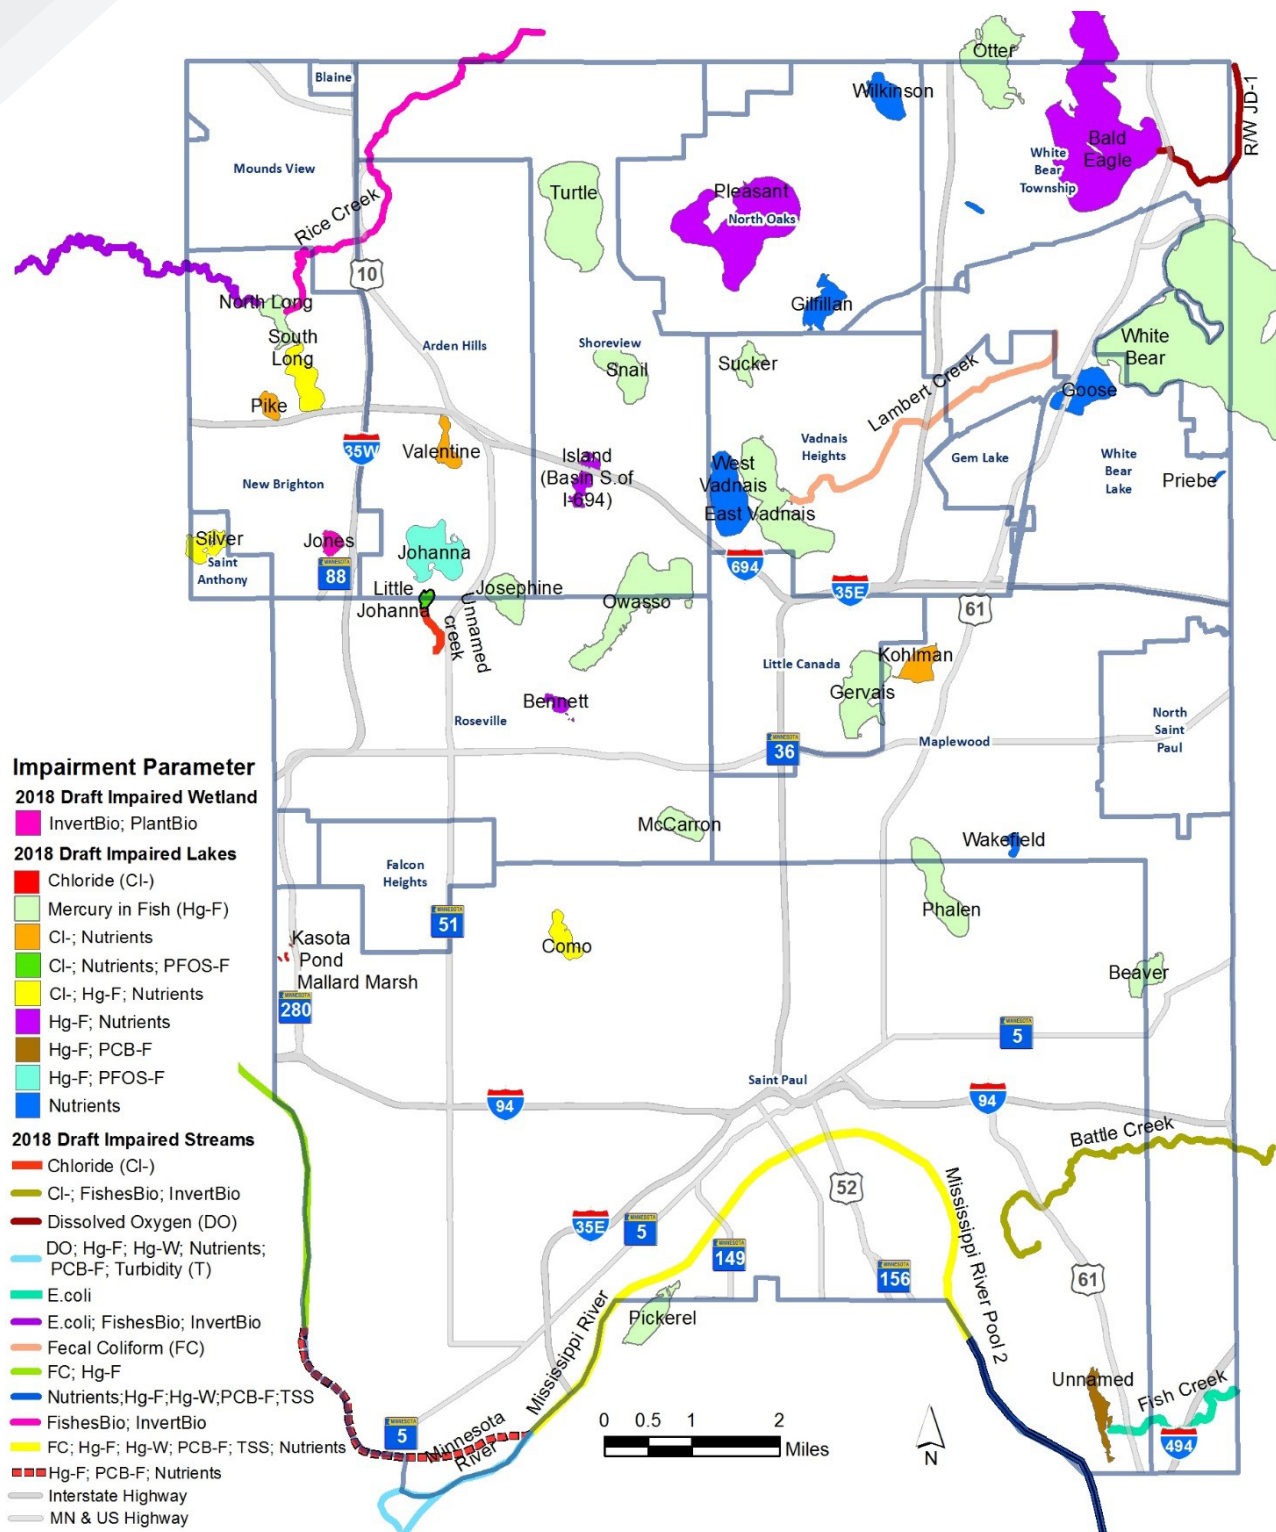 Otter
Blaine
Wilkinson
R/W JD-1
Bald
Eagle
White
Bear
Township
Mounds View
Turtle
Pleasant
North Oaks
Rice Creek
10
North Long
Gilfillan
South
Long
Arden Hills
Shoreview
Snail
Sucker
White
Bear
Lambert Creek
Goose
Pike
35W
Valentine
Island
(Basin S.of
I-694)
West
Vadnais
Vadnais
Heights
Gem Lake
White
Bear
Lake
Priebe
New Brighton
East Vadnais
Silver
Saint
Anthony
Jones
MINNESOTA
88
Johanna
694
35E
Little
Johanna
Josephine
Owasso
61
Unnamed
creek
Kohlman
Little Canada
Gervais
Bennett
Roseville
North
Saint
Paul
MINNESOTA
36
Maplewood
McCarron
Wakefield
Falcon
Heights
MINNESOTA
51
Phalen
Como
Kasota
Pond
Mallard Marsh
Beaver
MINNESOTA
280
MINNESOTA
5
Saint Paul
94
94
Battle Creek
52
Mississippi River Pool 2
35E
MINNESOTA
5
MINNESOTA
149
MINNESOTA
156
61
Pickerel
Mississippi River
Unnamed
Fish Creek
494
MINNESOTA
5
Minnesota
River
0 0.5 1 2
Miles
N
Impairment Parameter
2018 Draft Impaired Wetland
InvertBio; PlantBio
2018 Draft Impaired Lakes
Chloride (Cl-)
Mercury in Fish (Hg-F)
Cl-; Nutrients
Cl-; Nutrients; PFOS-F
Cl-; Hg-F; Nutrients
Hg-F; Nutrients
Hg-F; PCB-F
Hg-F; PFOS-F
Nutrients
2018 Draft Impaired Streams
Chloride (Cl-)
Cl-; FishesBio; InvertBio
Dissolved Oxygen (DO)
DO; Hg-F; Hg-W; Nutrients;
PCB-F; Turbidity (T)
E.coli
E.coli; FishesBio; InvertBio
Fecal Coliform (FC)
FC; Hg-F
Nutrients;Hg-F;Hg-W;PCB-F;TSS
FishesBio; InvertBio
FC; Hg-F; Hg-W; PCB-F; TSS; Nutrients
Hg-F; PCB-F; Nutrients
Interstate Highway
MN & US Highway